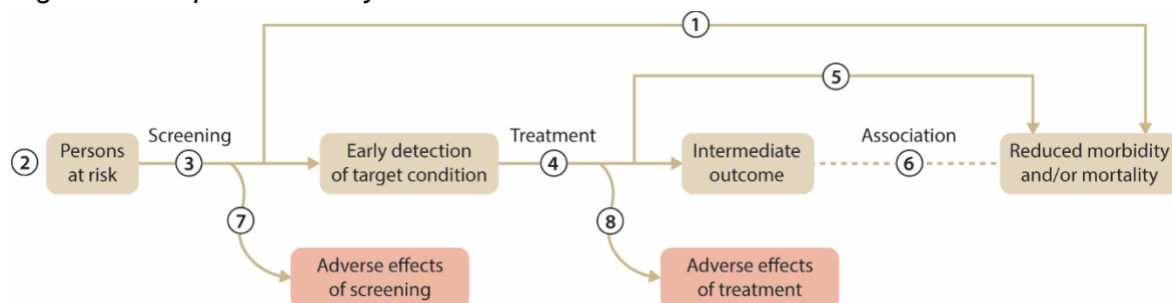 1
5
Screening
Treatment
Association
2
Persons
at risk
3
Early detection
of target condition
4
Intermediate
outcome
6
Reduced morbidity
and/or mortality
7
8
Adverse effects
of screening
Adverse effects
of treatment